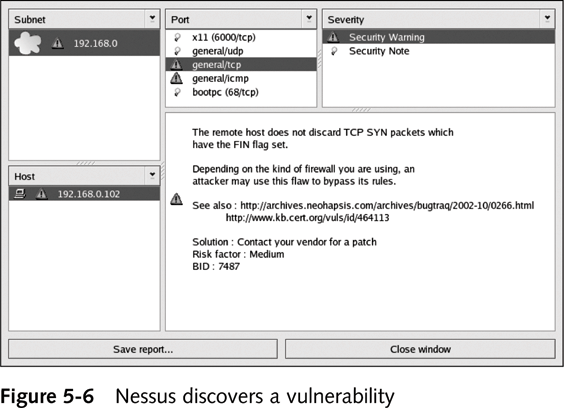 Subnet
192.168.0
Port
x11 (6000/tcp)
general/udp
general/tcp
general/icmp
bootpc (68/tcp)
Severity
Security Warning
Security Note
Host
192.168.0.102
The remote host does not discard TCP SYN packets which
have the FIN flag set.
Depending on the kind of firewall you are using, an
attacker may use this flaw to bypass its rules.
See also : http://archives.neohapsis.com/archives/bugtraq/2002-10/0266.html
http://www.kb.cert.org/vuls/id/464113
Solution : Contact your vendor for a patch
Risk factor : Medium
BID : 7487
Save report...
Close window
Figure 5-6 Nessus discovers a vulnerability